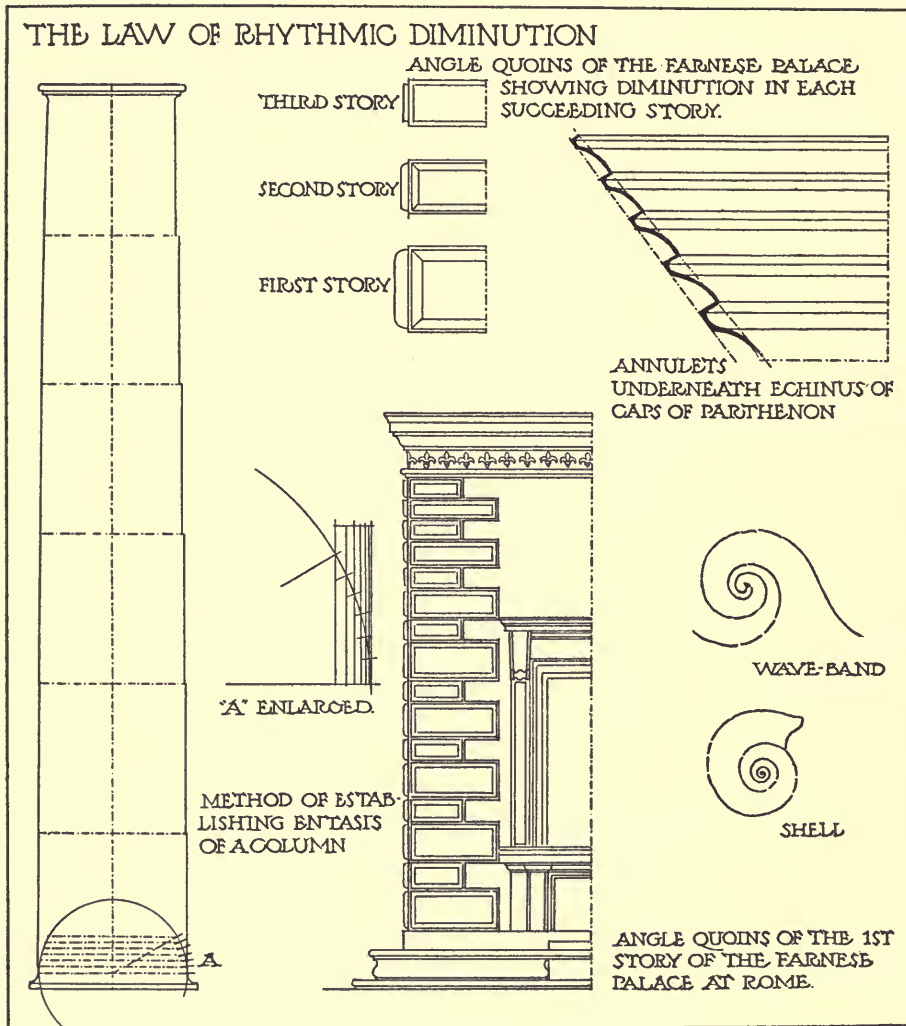 THE LAW OF RHYTHMIC DIMINUTION
ANGLE QUOINS OF THE FARNESE PALACE
SHOWING DIMINUTION IN EACH
SUCCEEDING STORY.
THIRD STORY
SECOND STORY
FIRST STORY
ANNULETS
UNDERNEATH ECHINUS OF
CAPS OF PARTHENON
"A" ENLARGED.
WAVE-BAND
SHELL
METHOD OF ESTAB-
LISHING ENTASIS
OF A COLUMN
A
ANGLE QUOINS OF THE 1ST
STORY OF THE FARNESE
PALACE AT ROME.